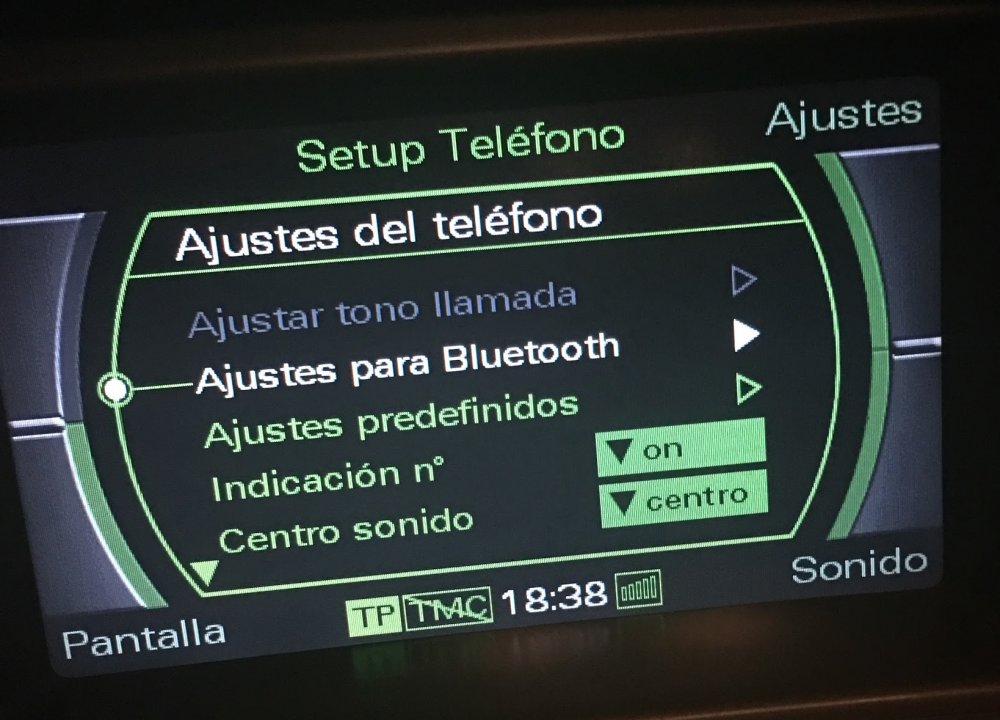 Setup Teléfono
Ajustes
Ajustes del teléfono
Ajustar tono llamada
Ajustes para Bluetooth
Ajustes predefinidos
Indicación n° on
Centro sonido centro
Sonido
Pantalla
TP TMC 18:38